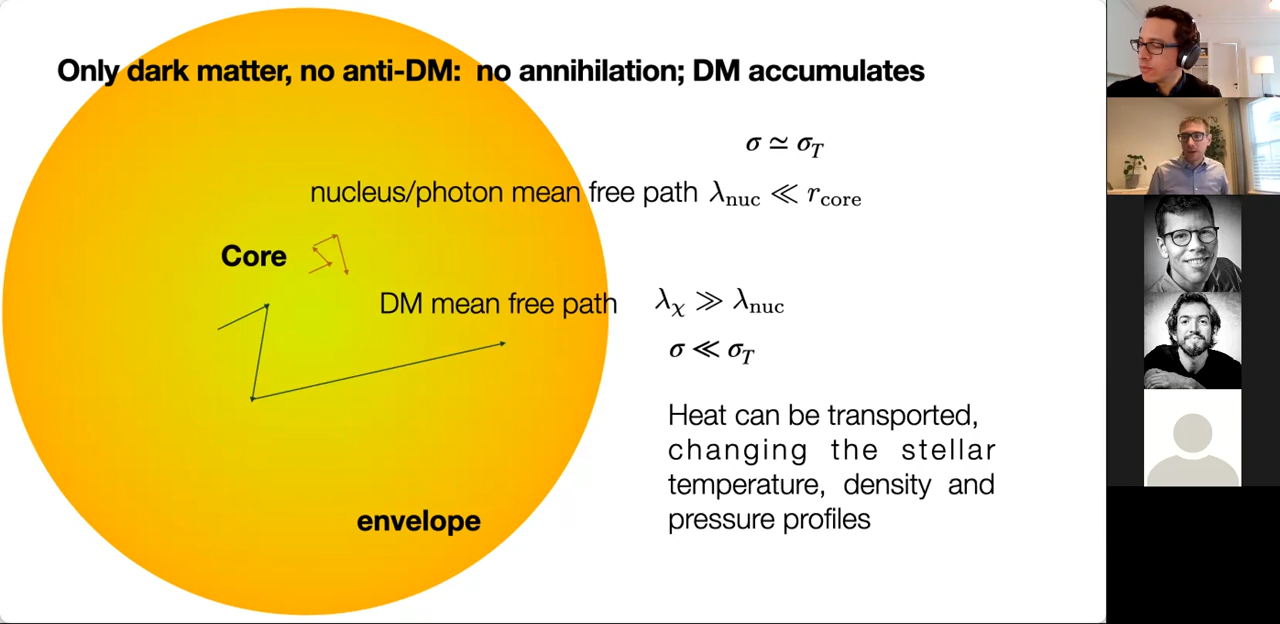 Only dark matter, no anti-DM: no annihilation; DM accumulates
σ ≃ σ_T
nucleus/photon mean free path λ_nuc ≪ r_core
Core
DM mean free path λ_χ ≫ λ_nuc
σ ≪ σ_T
Heat can be transported,
changing the stellar
temperature, density and
pressure profiles
envelope